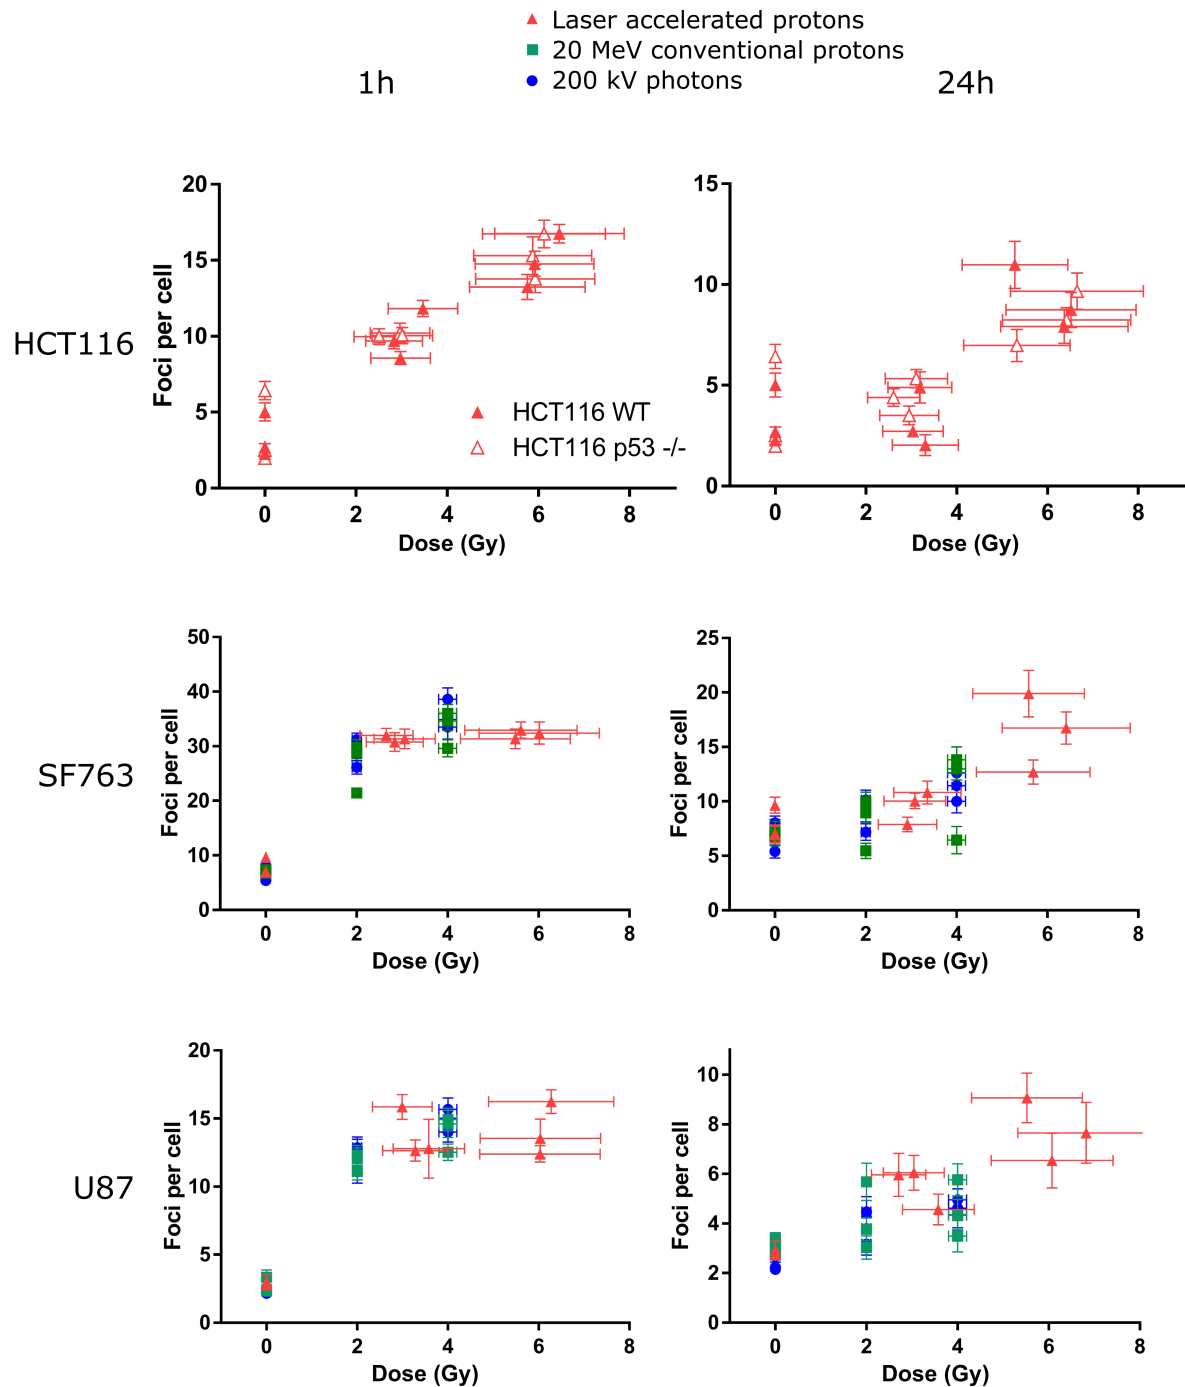 Laser accelerated protons
20 MeV conventional protons
200 kV photons
1h
24h
HCT116
Foci per cell
20
15
10
5
0
HCT116 WT
HCT116 p53 -/-
0 2 4 6 8
Dose (Gy)
15
10
5
0
0 2 4 6 8
Dose (Gy)
SF763
Foci per cell
50
40
30
20
10
0
0 2 4 6 8
Dose (Gy)
Foci per cell
25
20
15
10
5
0
0 2 4 6 8
Dose (Gy)
U87
Foci per cell
20
15
10
5
0
0 2 4 6 8
Dose (Gy)
Foci per cell
10
8
6
4
2
0
0 2 4 6 8
Dose (Gy)